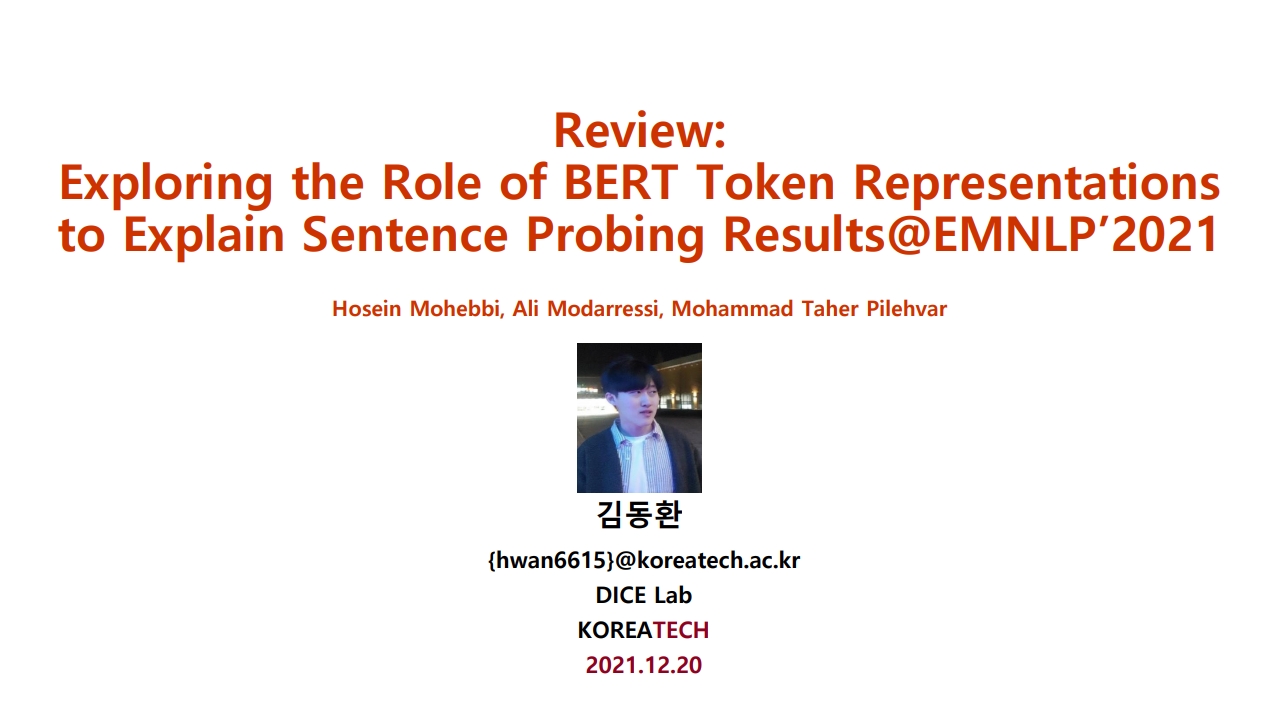 Review:
Exploring the Role of BERT Token Representations
to Explain Sentence Probing Results@EMNLP’2021
Hosein Mohebbi, Ali Modarressi, Mohammad Taher Pilehvar
김동환
{hwan6615}@koreatech.ac.kr
DICE Lab
KOREATECH
2021.12.20